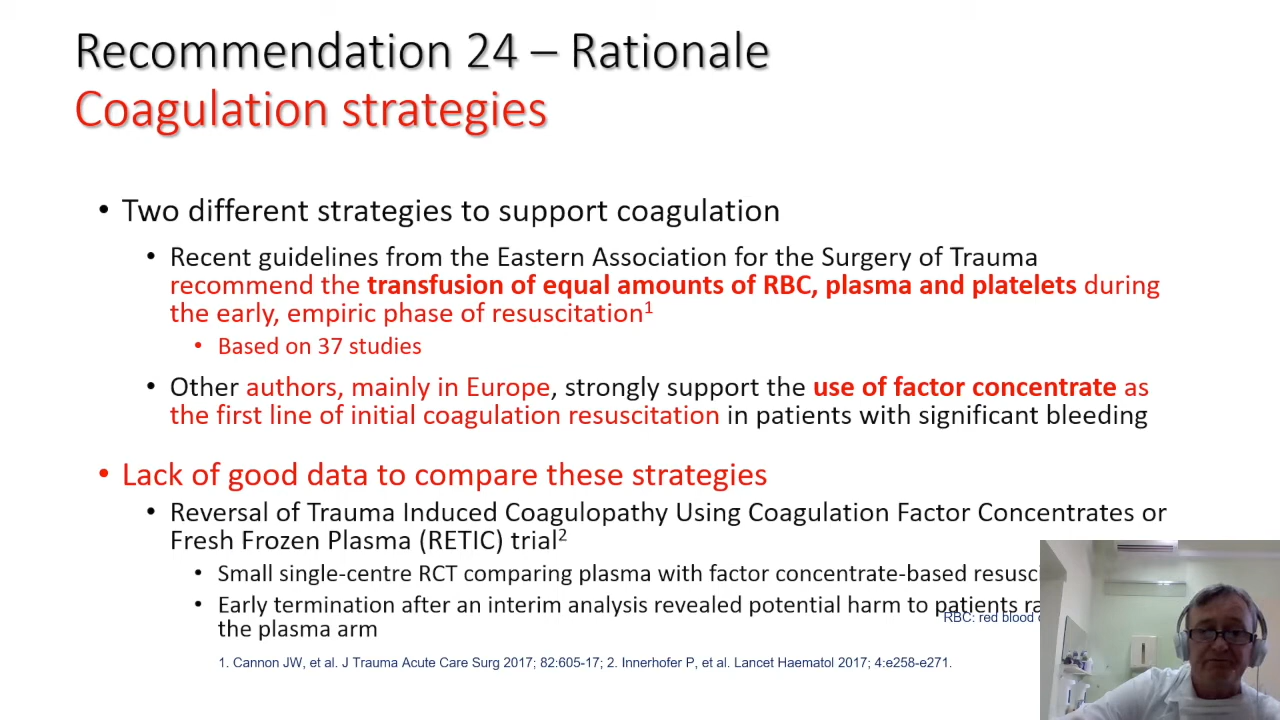 Recommendation 24 – Rationale
Coagulation strategies
• Two different strategies to support coagulation
• Recent guidelines from the Eastern Association for the Surgery of Trauma
recommend the transfusion of equal amounts of RBC, plasma and platelets during
the early, empiric phase of resuscitation1
• Based on 37 studies
• Other authors, mainly in Europe, strongly support the use of factor concentrate as
the first line of initial coagulation resuscitation in patients with significant bleeding
• Lack of good data to compare these strategies
• Reversal of Trauma Induced Coagulopathy Using Coagulation Factor Concentrates or
Fresh Frozen Plasma (RETIC) trial2
• Small single-centre RCT comparing plasma with factor concentrate-based
• Early termination after an interim analysis revealed potential harm to patients
RBC: red blood
the plasma arm
1. Cannon JW, et al. J Trauma Acute Care Surg 2017; 82:605-17; 2. Innerhofer P, et al. Lancet Haematol 2017; 4:e258-e271.